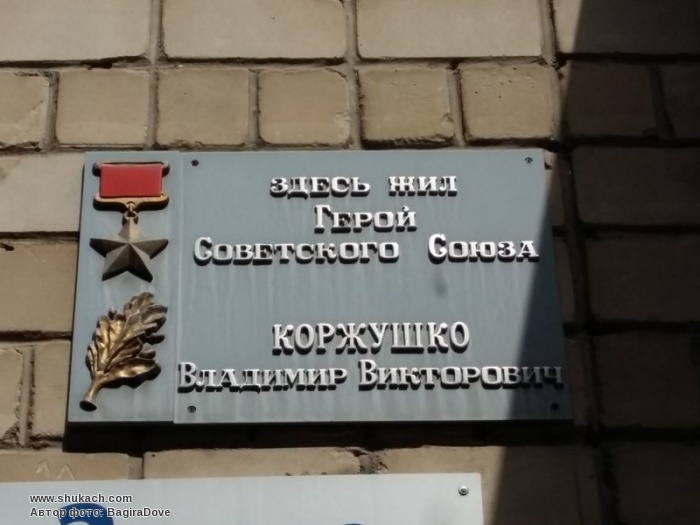 ЗДЕСЬ ЖИЛ
ГЕРОЙ
СОВЕТСКОГО СОЮЗА
КОРЖУШКО
ВЛАДИМИР ВИКТОРОВИЧ
www.shukach.com
Автор фото: BagiraDove